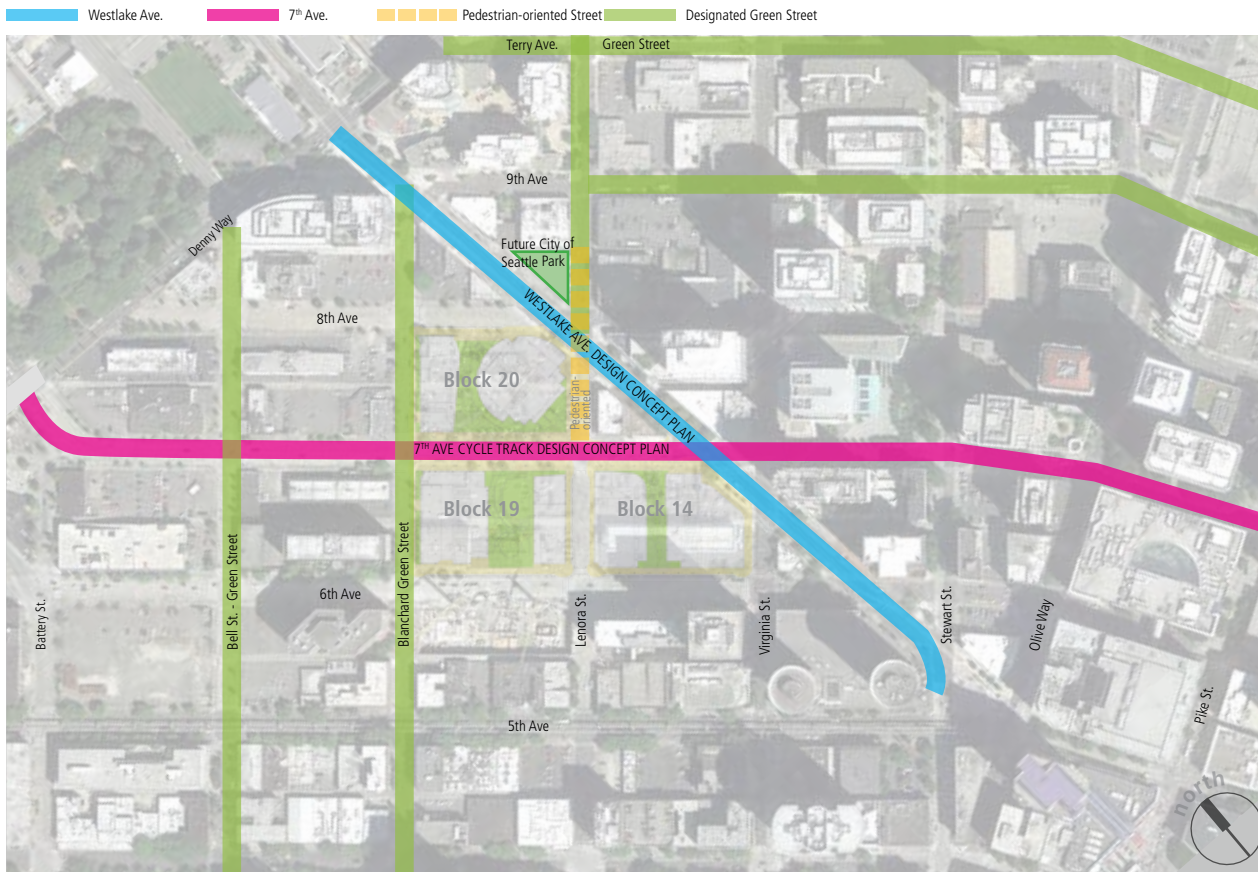 Westlake Ave.
7th Ave.
Pedestrian-oriented Street
Designated Green Street
Terry Ave.
Green Street
9th Ave
Denny Way
Future City of
Seattle Park
8th Ave
WESTLAKE AVE. DESIGN CONCEPT PLAN
Block 20
Pedestrian-
oriented
7TH AVE CYCLE TRACK DESIGN CONCEPT PLAN
Block 19
Block 14
6th Ave
Battery St.
Bell St. - Green Street
Blanchard Green Street
Lenora St.
Virginia St.
Stewart St.
Olive Way
Pike St.
5th Ave
north